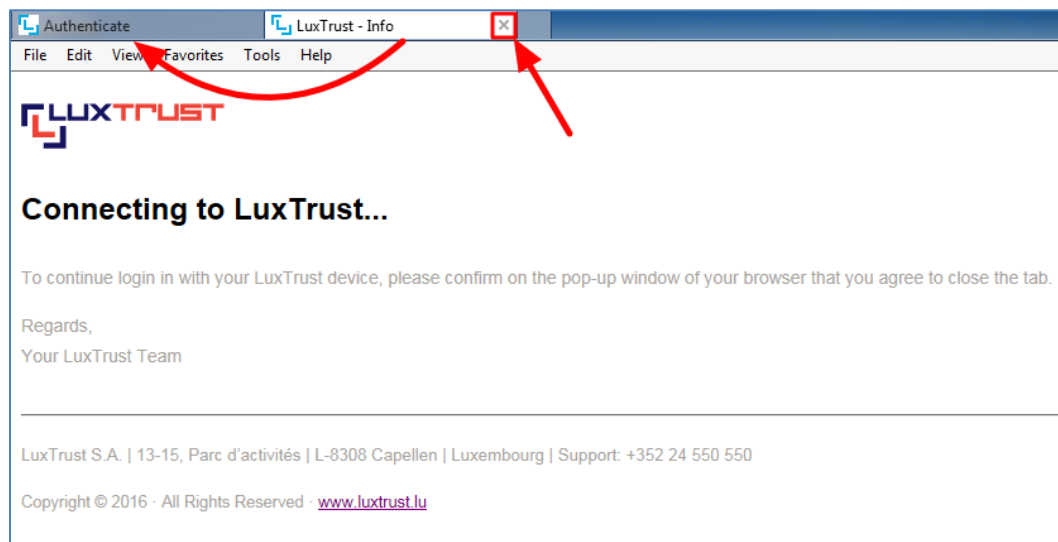 Authenticate LuxTrust - Info
File Edit View Favorites Tools Help
LUXTRUST
Connecting to LuxTrust...
To continue login in with your LuxTrust device, please confirm on the pop-up window of your browser that you agree to close the tab.
Regards,
Your LuxTrust Team
LuxTrust S.A. | 13-15, Parc d'activités | L-8308 Capellen | Luxembourg | Support: +352 24 550 550
Copyright © 2016 · All Rights Reserved · www.luxtrust.lu